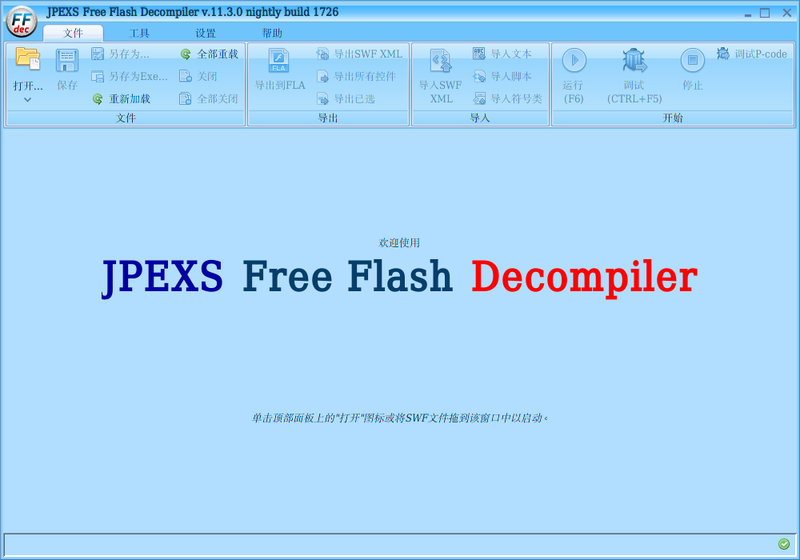 JPEXS Free Flash Decompiler v.11.3.0 nightly build 1726
FF
dec
文件 工具 设置 帮助
打开... 保存 另存为... 另存为Exe... 重新加载 全部重载 关闭 全部关闭
文件
导出到FLA 导出SWF XML 导出所有控件 导出已选
FLA
导出
导入SWF XML 导入文本 导入脚本 导入符号类
导入
运行 (F6) 调试 (CTRL+F5) 停止 调试P-code
开始
欢迎使用
JPEXS Free Flash Decompiler
单击顶部面板上的"打开"图标或将SWF文件拖到该窗口中以启动。